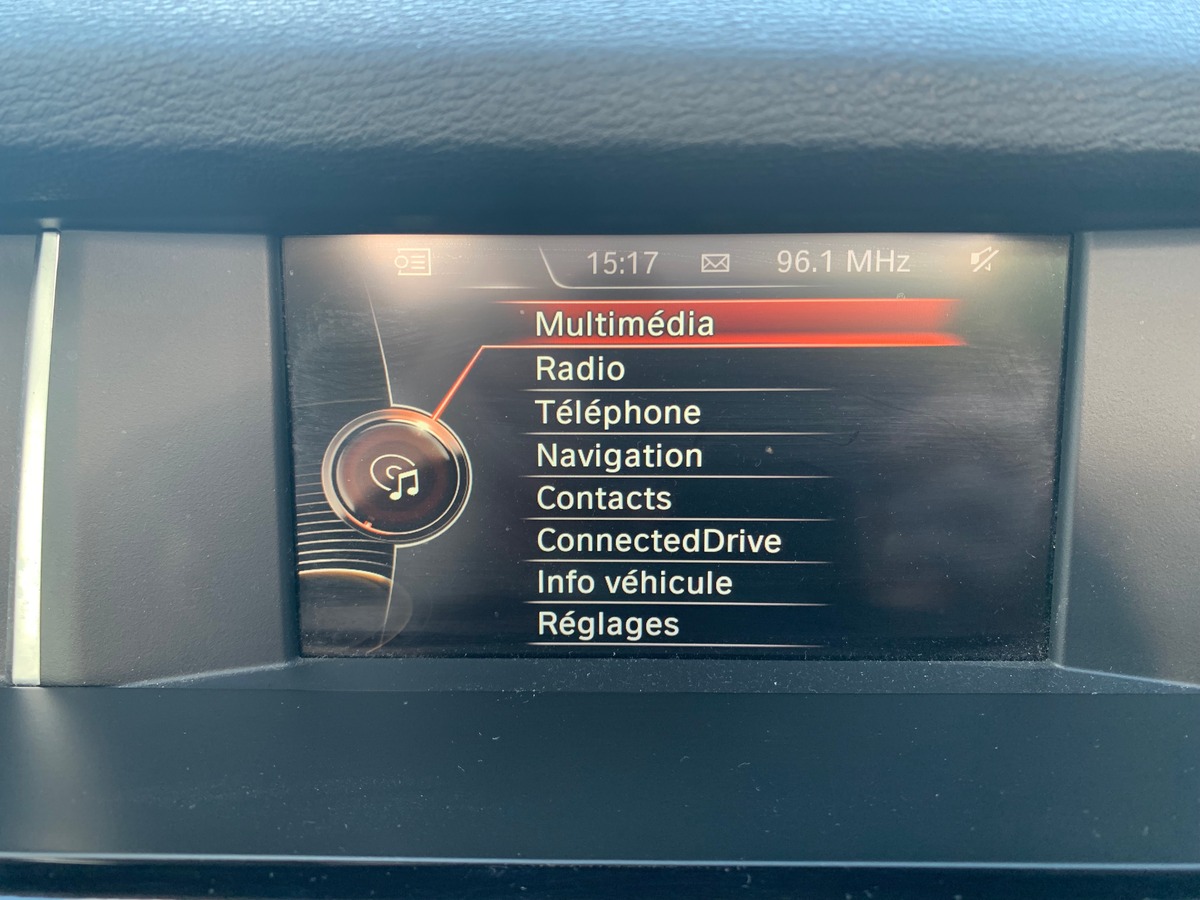 15:17 96.1 MHz
Multimédia
Radio
Téléphone
Navigation
Contacts
ConnectedDrive
Info véhicule
Réglages